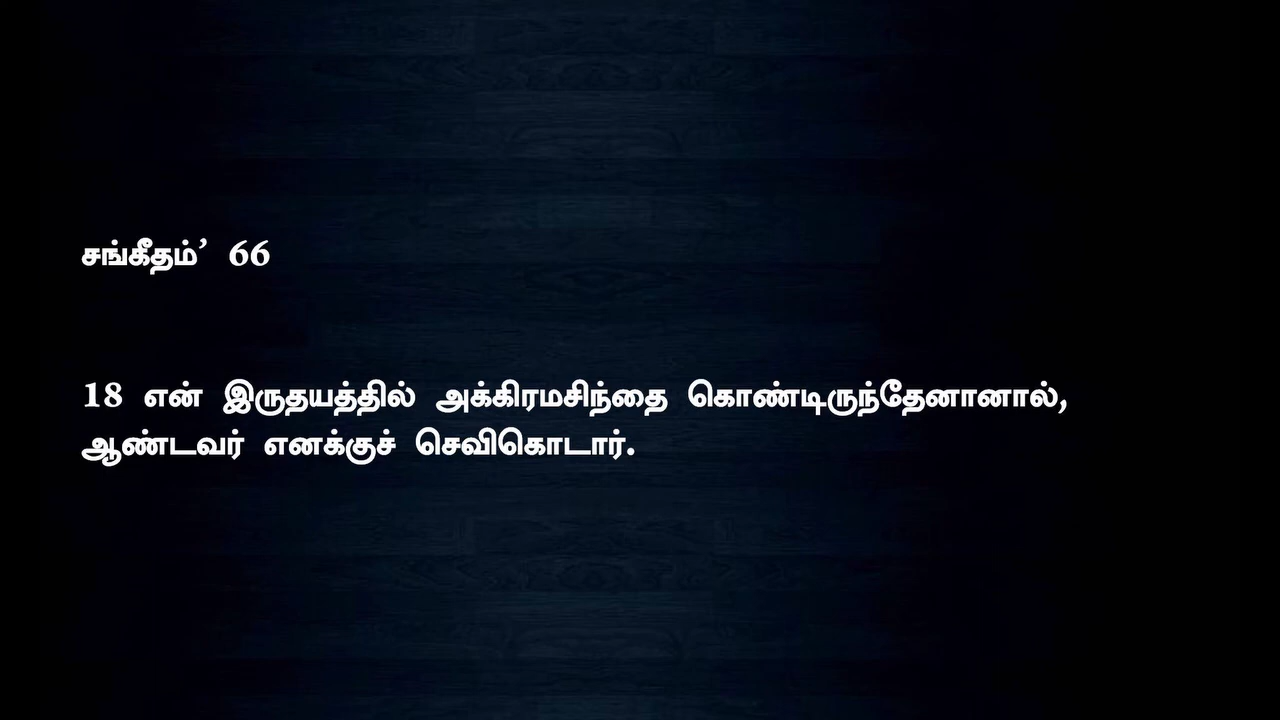 சங்கீதம்’ 66
18 என் இருதயத்தில் அக்கிரமசிந்தை கொண்டிருந்தேனானால்,
ஆண்டவர் எனக்குச் செவிகொடார்.